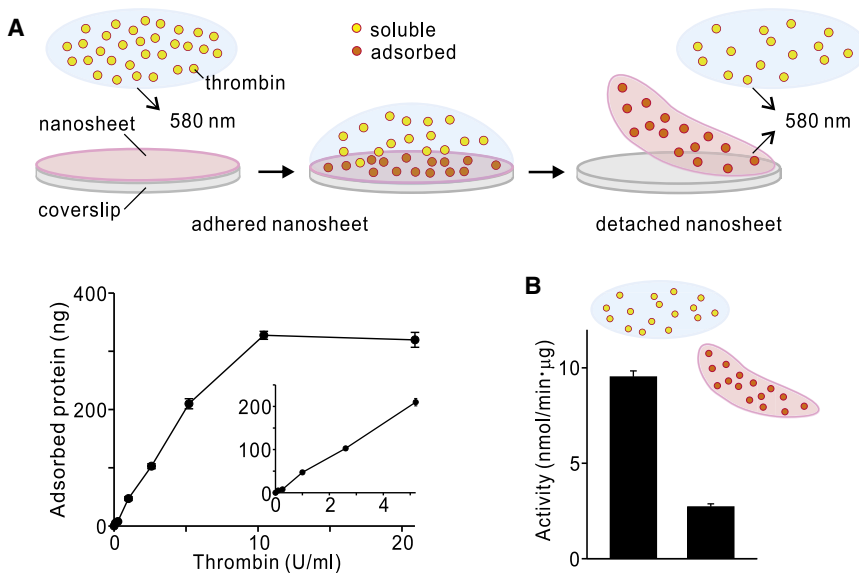 A
soluble
adsorbed
thrombin
580 nm
nanosheet
coverslip
adhered nanosheet
580 nm
detached nanosheet
Adsorbed protein (ng)
400
200
0
0
10
20
Thrombin (U/ml)
200
100
0
0
2
4
B
Activity (nmol/min·μg)
10
5
0